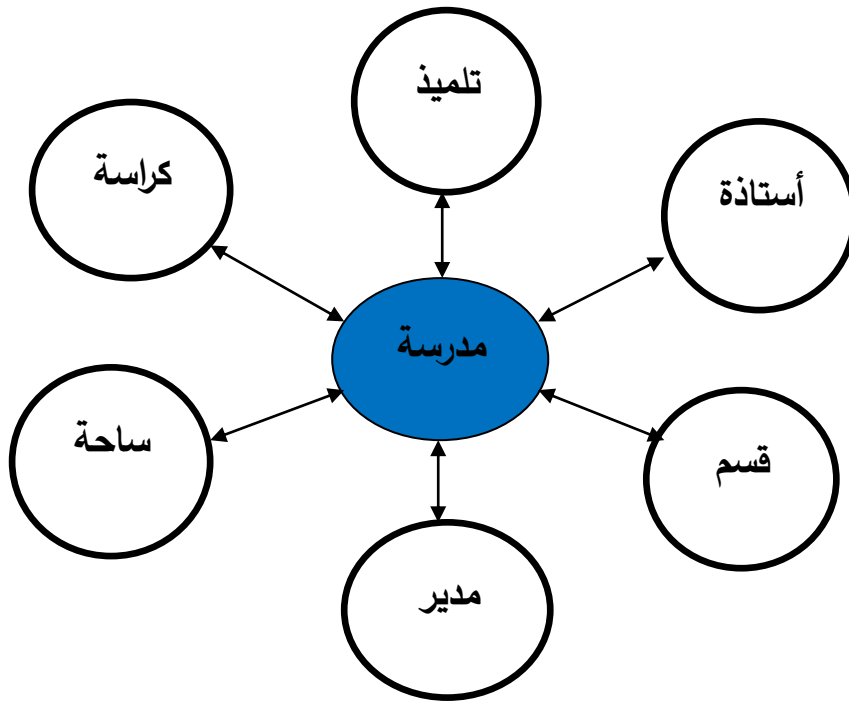 تلميذ
أستاذة
كراسة
مدرسة
قسم
ساحة
مدير